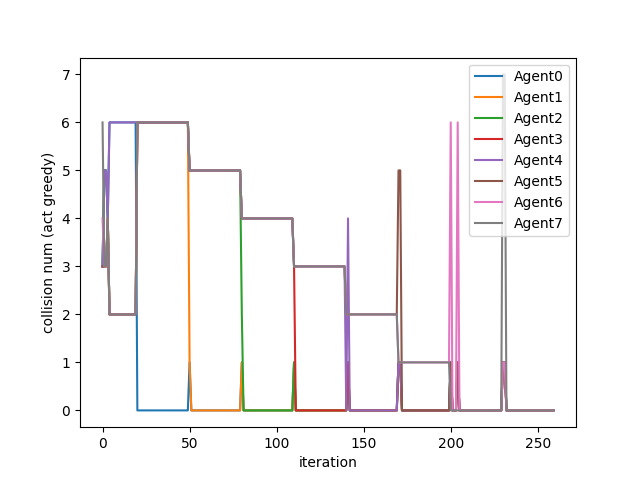 collision num (act greedy)
7
6
5
4
3
2
1
0
0 50 100 150 200 250
iteration
Agent0
Agent1
Agent2
Agent3
Agent4
Agent5
Agent6
Agent7